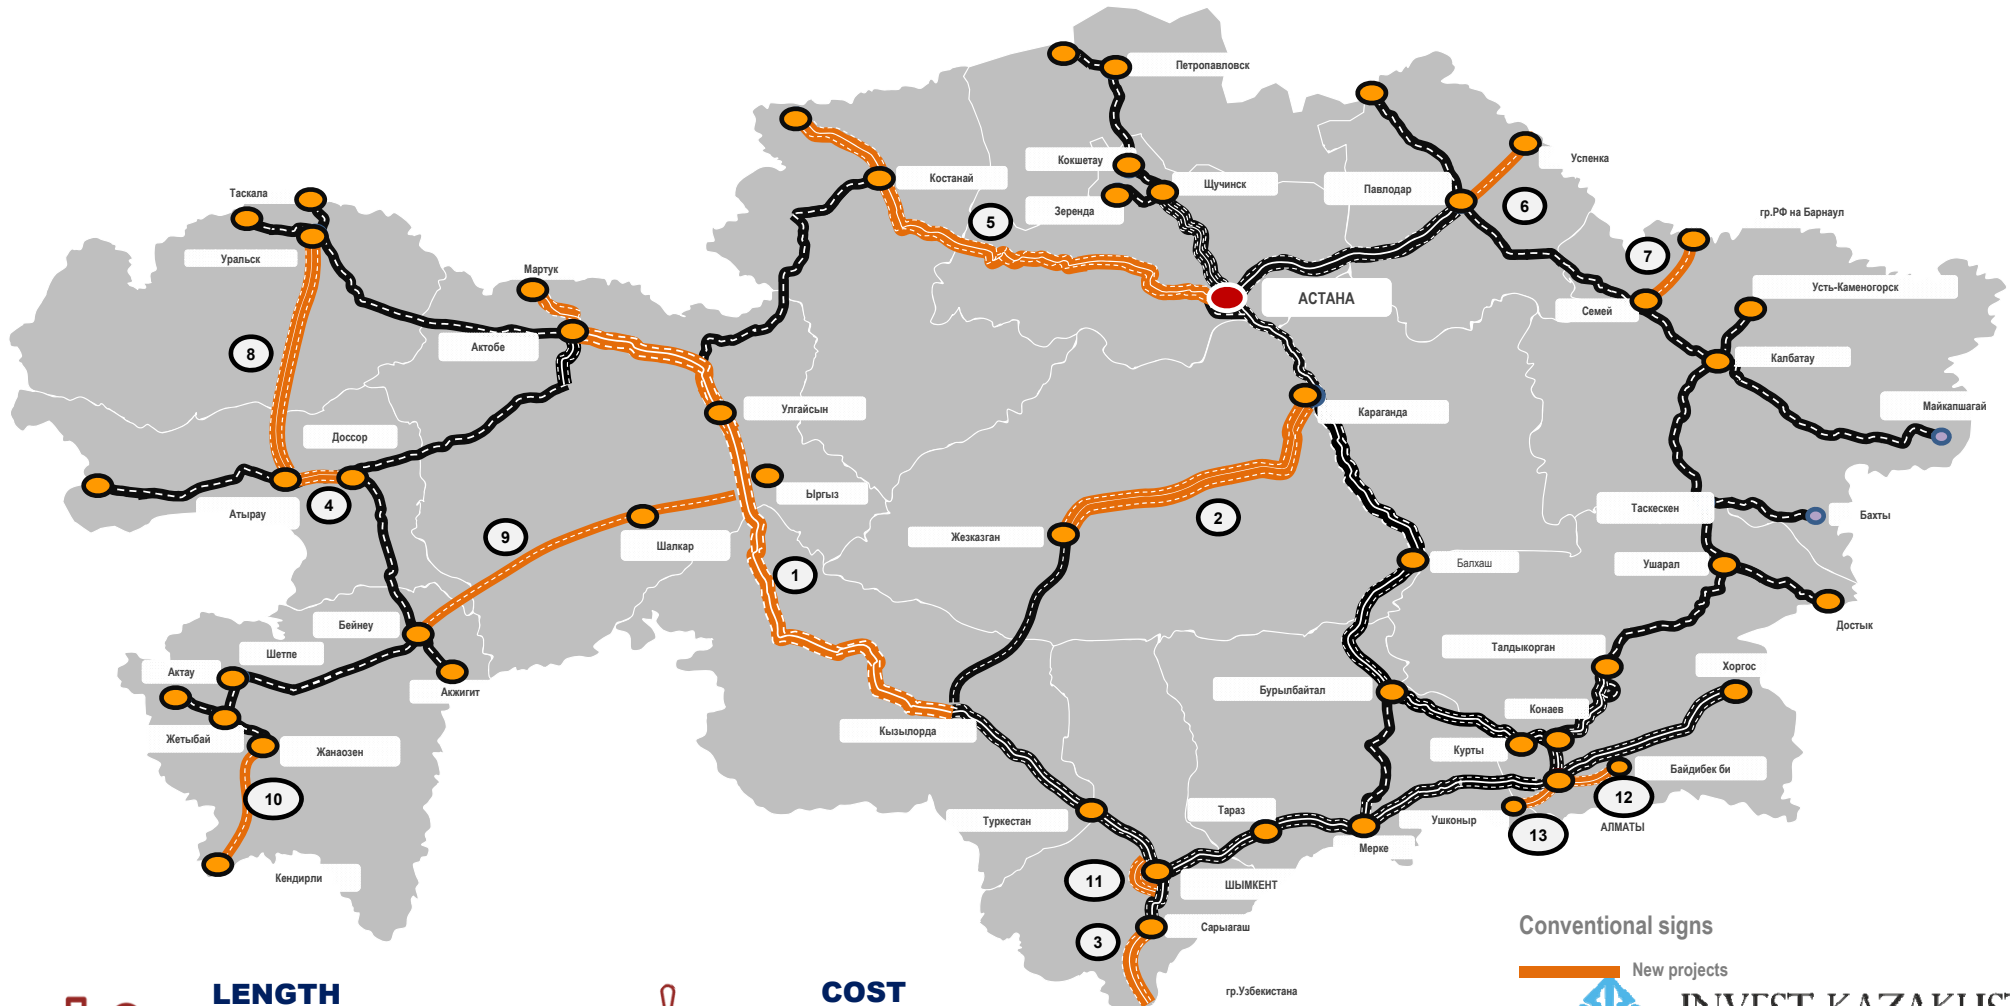 Петропавловск
Кокшетау
Успенка
Костанай
Щучинск
Павлодар
Таскала
Зеренда
6
5
гр.РФ на Барнаул
Уральск
7
Мартук
Усть-Каменогорск
АСТАНА
Семей
Актобе
8
Калбатау
Улгайсын
Караганда
Майкапшагай
Доссор
Ыргыз
4
Атырау
Таскескен
Бахты
2
9
Жезказган
Шалкар
Балхаш
Ушарал
1
Бейнеу
Достык
Шетпе
Талдыкорган
Актау
Хоргос
Акжигит
Бурылбайтал
Конаев
Кызылорда
Жетыбай
Жанаозен
Курты
Байдибек би
10
12
Тараз
Туркестан
Ушконыр
АЛМАТЫ
13
Мерке
Кендирли
11
ШЫМКЕНТ
Сарыагаш
Conventional signs
3
New projects
гр.Узбекистана
LENGTH
COST